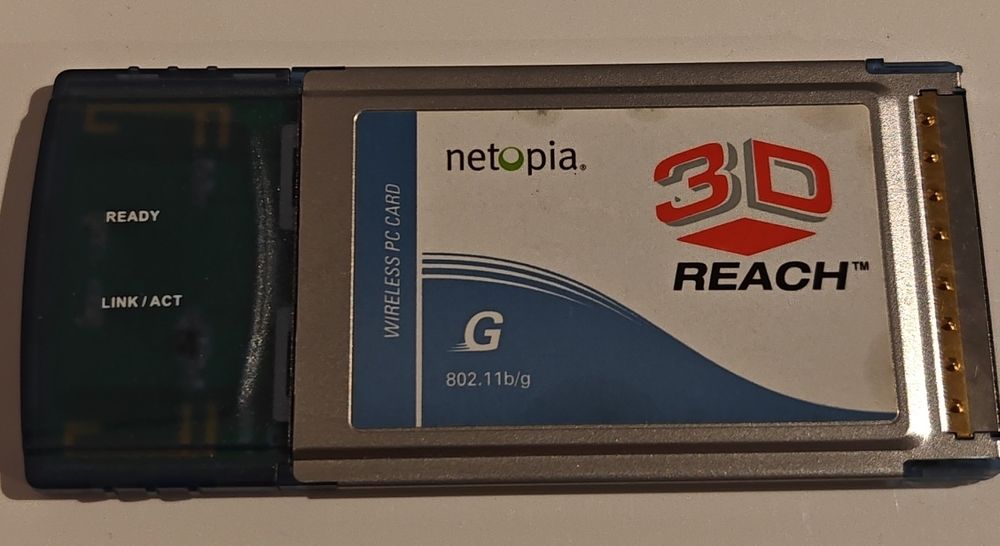 READY
LINK/ACT
WIRELESS PC CARD
netopia®
3D
REACH™
G
802.11b/g